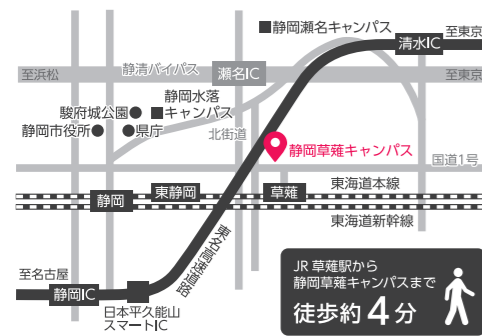 ■静岡瀬名キャンパス
至東京
清水IC
静清バイパス
瀬名IC
至浜松
至東京
静岡水落
■キャンパス
駿府城公園●
静岡市役所● ●県庁
北街道
静岡草薙キャンパス
国道1号
静岡
東静岡
草薙
東海道本線
東海道新幹線
東名高速道路
至名古屋
静岡IC
日本平久能山
スマートIC
JR 草薙駅から
静岡草薙キャンパスまで
徒歩約4分